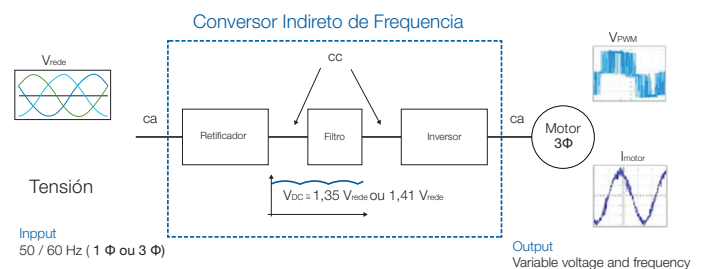 Conversor Indireto de Frequencia
Vrede
cc
VPWM
ca
Retificador
Filtro
Inversor
ca
Motor
3Φ
Imotor
VDC ≅ 1,35 Vrede ou 1,41 Vrede
Tensión
Inpput
50 / 60 Hz ( 1 Φ ou 3 Φ)
Output
Variable voltage and frequency